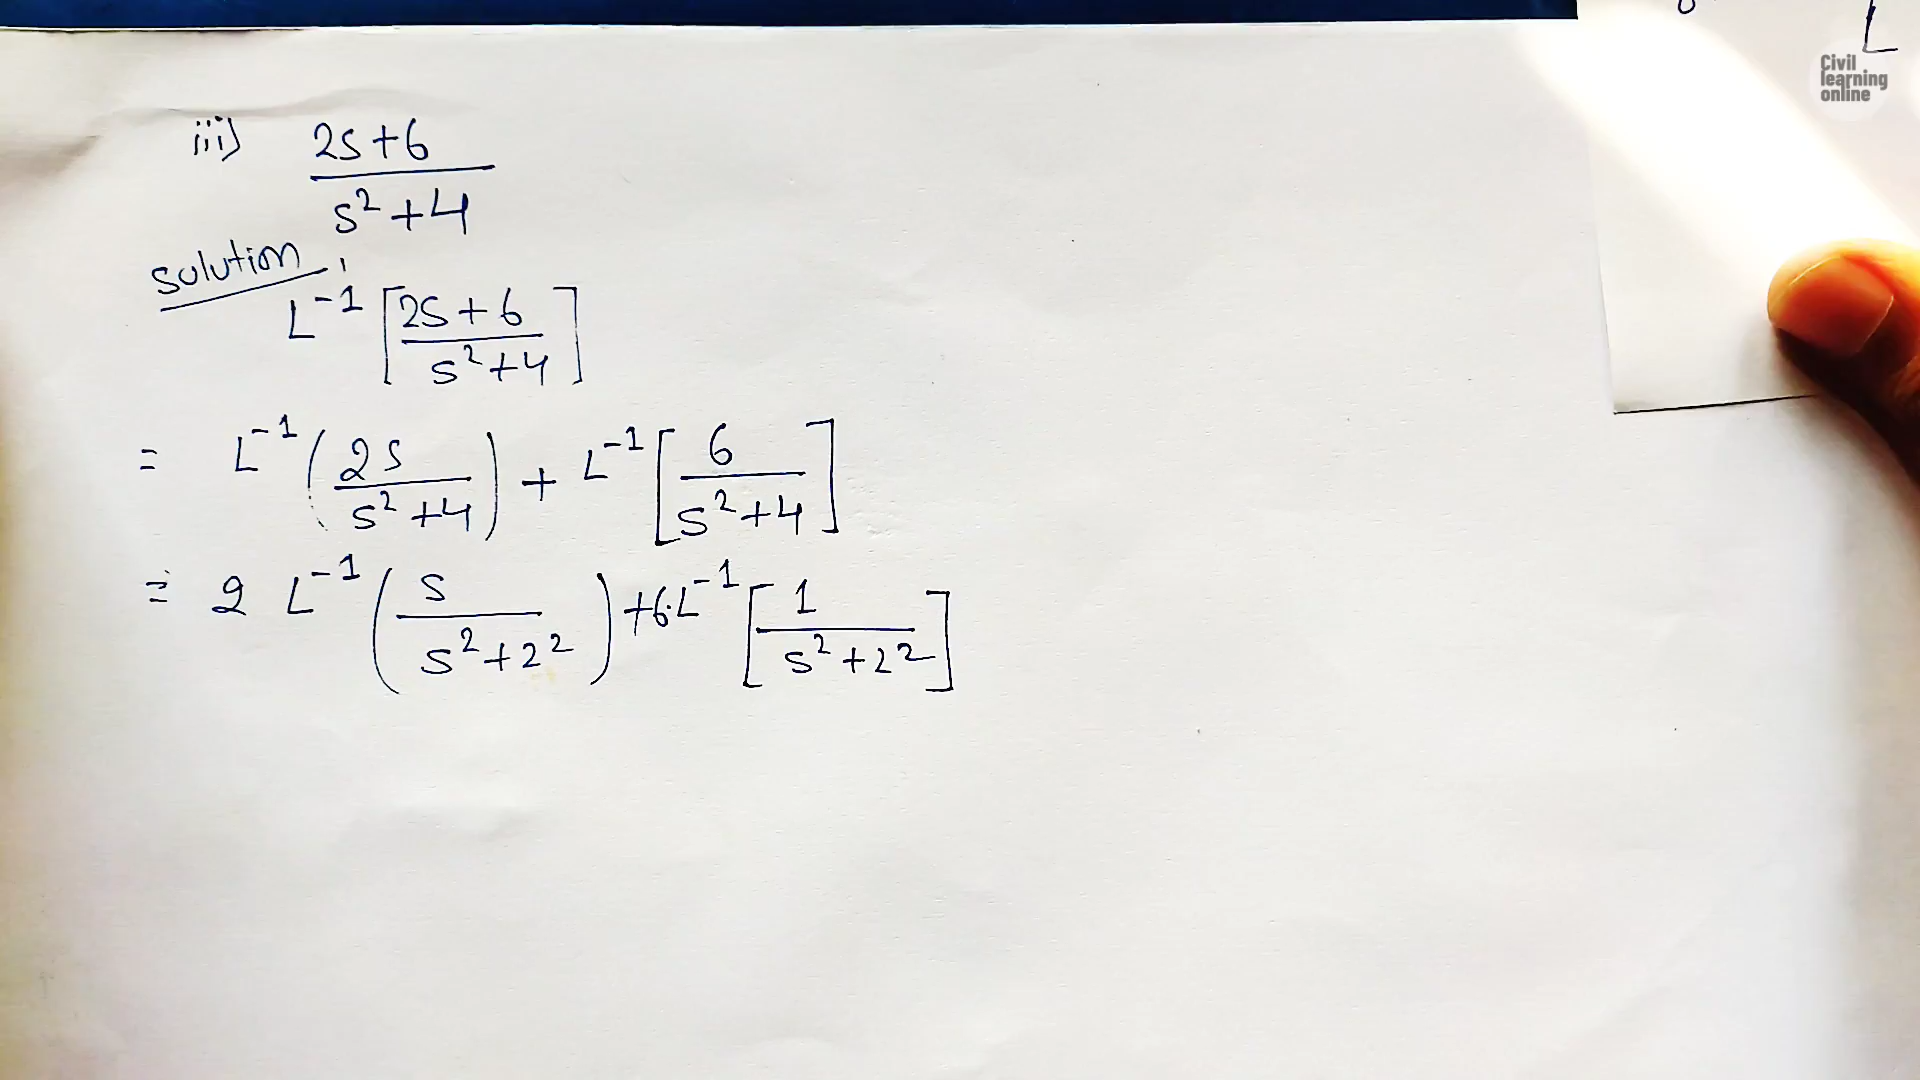 iii) 2s+6
s²+4
solution
L⁻¹ [2s+6
s²+4]
= L⁻¹ (2s
s²+4) + L⁻¹ [6
s²+4]
= 2 L⁻¹ (s
s²+2²) +6.L⁻¹ [1
s²+2²]
L
Civil
learning
online